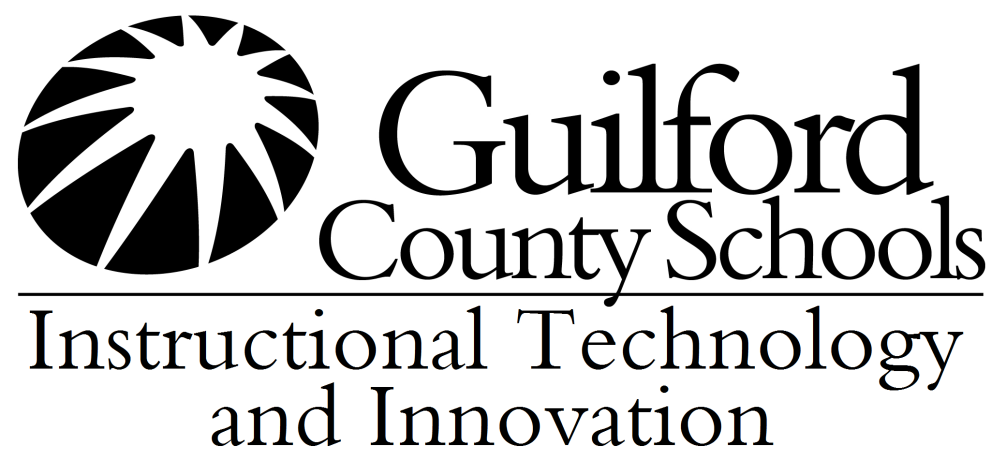 Guilford
County Schools
Instructional Technology
and Innovation